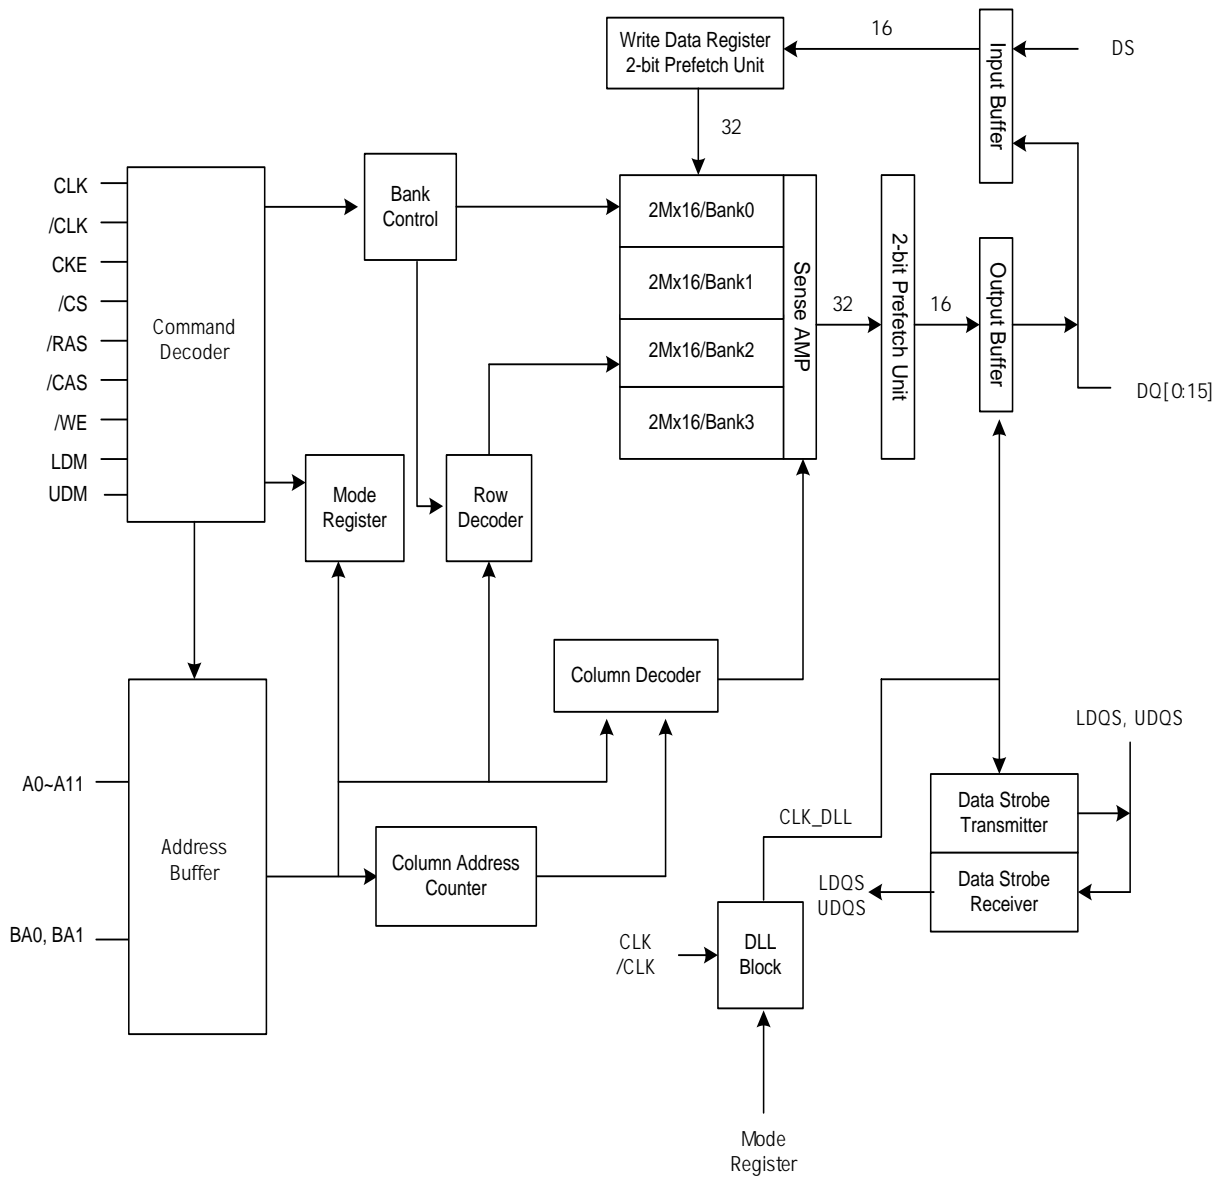 Write Data Register
2-bit Prefetch Unit
16
Input Buffer
DS
32
CLK
/CLK
CKE
/CS
/RAS
/CAS
/WE
LDM
UDM
Command
Decoder
Bank
Control
2Mx16/Bank0
2Mx16/Bank1
2Mx16/Bank2
2Mx16/Bank3
Sense AMP
32
2-bit Prefetch Unit
16
Output Buffer
DQ[0:15]
Mode
Register
Row
Decoder
Column Decoder
LDQS, UDQS
A0~A11
BA0, BA1
Address
Buffer
Column Address
Counter
CLK_DLL
Data Strobe
Transmitter
Data Strobe
Receiver
LDQS
UDQS
CLK
/CLK
DLL
Block
Mode
Register